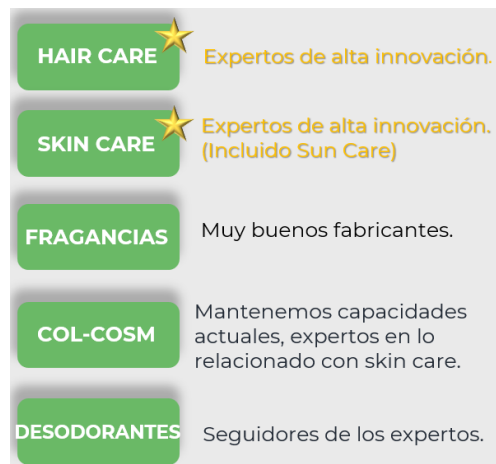 HAIR CARE
Expertos de alta innovación.
SKIN CARE
Expertos de alta innovación.
(Incluido Sun Care)
FRAGANCIAS
Muy buenos fabricantes.
COL-COSM
Mantenemos capacidades
actuales, expertos en lo
relacionado con skin care.
DESODORANTES
Seguidores de los expertos.